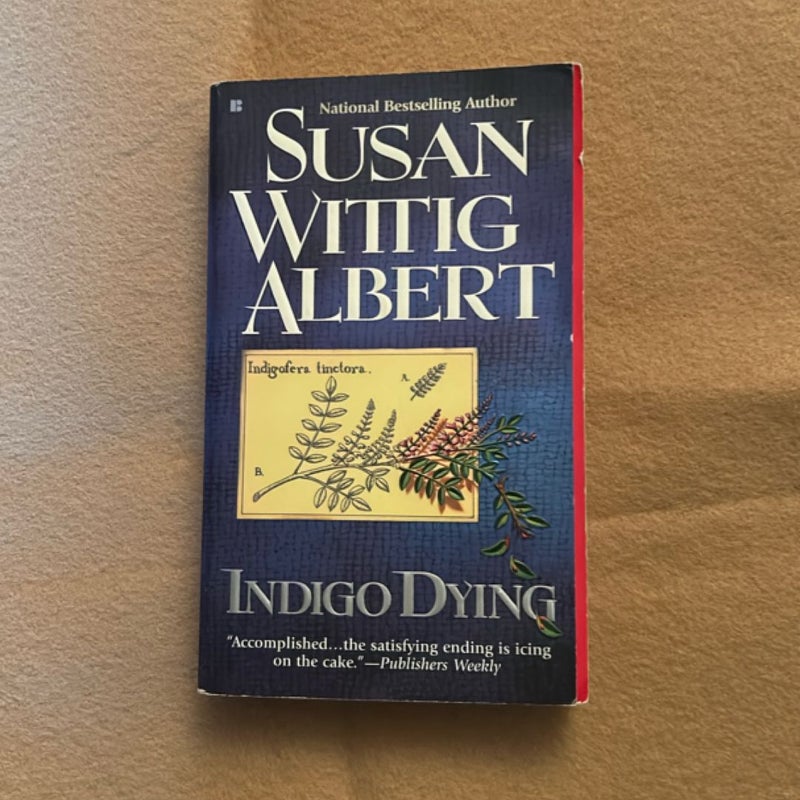 B
National Bestselling Author
SUSAN
WITTIG
ALBERT
Indigofera tinctora.
A.
B.
INDIGO DYING
"Accomplished...the satisfying ending is icing
on the cake."—Publishers Weekly